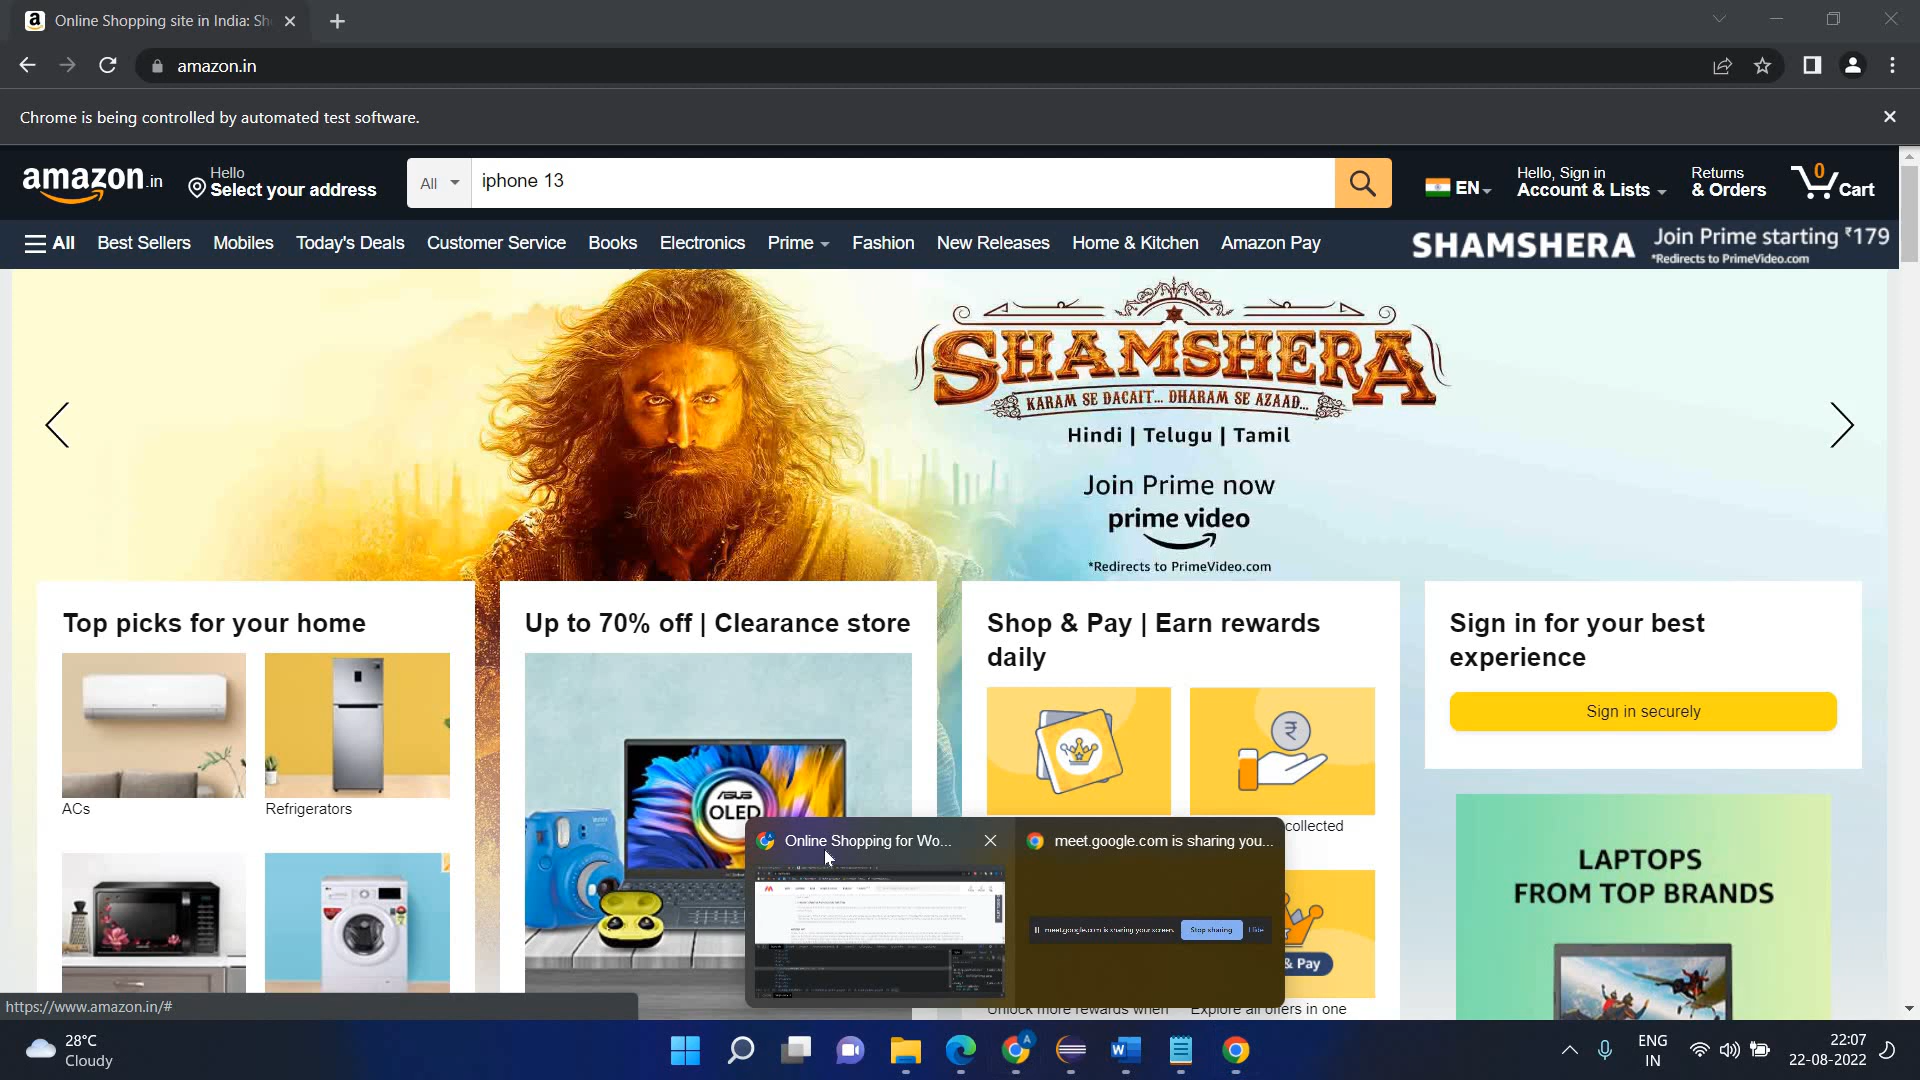 Online Shopping site in India: Sh
amazon.in
Chrome is being controlled by automated test software.
amazon.in
Hello
Select your address
All
iphone 13
EN
Hello, Sign in
Account & Lists
Returns
& Orders
0
Cart
All
Best Sellers
Mobiles
Today's Deals
Customer Service
Books
Electronics
Prime
Fashion
New Releases
Home & Kitchen
Amazon Pay
SHAMSHERA
Join Prime starting ₹179
*Redirects to PrimeVideo.com
SHAMSHERA
KARAM SE DACAIT... DHARAM SE AZAAD...
Hindi | Telugu | Tamil
Join Prime now
prime video
*Redirects to PrimeVideo.com
Top picks for your home
ACs
Refrigerators
Up to 70% off | Clearance store
ASUS
OLED
Shop & Pay | Earn rewards
daily
collected
& Pay
Unlock more rewards when
Explore all offers in one
Sign in for your best
experience
Sign in securely
LAPTOPS
FROM TOP BRANDS
Online Shopping for Wo...
meet.google.com is sharing you...
meet.google.com is sharing your screen.
Stop sharing
Hide
https://www.amazon.in/#
28°C
Cloudy
A
ENG
IN
22:07
22-08-2022